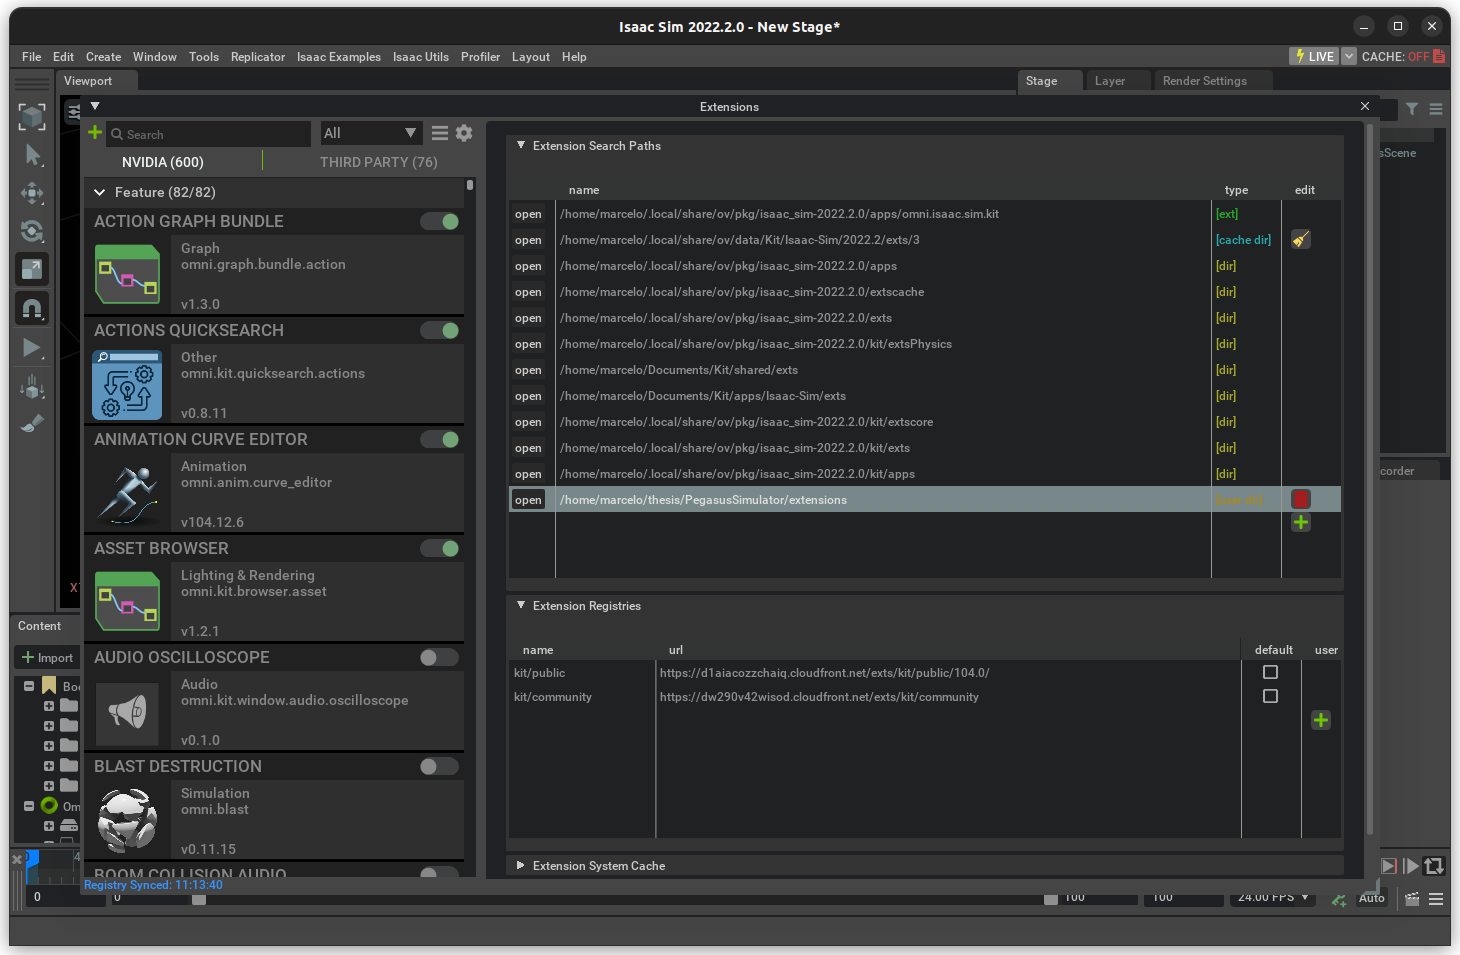 Isaac Sim 2022.2.0 - New Stage*
File Edit Create Window Tools Replicator Isaac Examples Isaac Utils Profiler Layout Help
LIVE CACHE: OFF
Viewport
Stage Layer Render Settings
Extensions
Search
All
NVIDIA (600) THIRD PARTY (76)
Feature (82/82)
ACTION GRAPH BUNDLE
Graph
omni.graph.bundle.action
v1.3.0
ACTIONS QUICKSEARCH
Other
omni.kit.quicksearch.actions
v0.8.11
ANIMATION CURVE EDITOR
Animation
omni.anim.curve_editor
v104.12.6
ASSET BROWSER
Lighting & Rendering
omni.kit.browser.asset
v1.2.1
AUDIO OSCILLOSCOPE
Audio
omni.kit.window.audio.oscilloscope
v0.1.0
BLAST DESTRUCTION
Simulation
omni.blast
v0.11.15
BOOM COLLISION AUDIO
Registry Synced: 11:13:40
Extension Search Paths
name type edit
open /home/marcelo/.local/share/ov/pkg/isaac_sim-2022.2.0/apps/omni.isaac.sim.kit [ext]
open /home/marcelo/.local/share/ov/data/Kit/Isaac-Sim/2022.2/exts/3 [cache dir]
open /home/marcelo/.local/share/ov/pkg/isaac_sim-2022.2.0/apps [dir]
open /home/marcelo/.local/share/ov/pkg/isaac_sim-2022.2.0/extscache [dir]
open /home/marcelo/.local/share/ov/pkg/isaac_sim-2022.2.0/exts [dir]
open /home/marcelo/.local/share/ov/pkg/isaac_sim-2022.2.0/kit/extsPhysics [dir]
open /home/marcelo/Documents/Kit/shared/exts [dir]
open /home/marcelo/Documents/Kit/apps/Isaac-Sim/exts [dir]
open /home/marcelo/.local/share/ov/pkg/isaac_sim-2022.2.0/kit/extscore [dir]
open /home/marcelo/.local/share/ov/pkg/isaac_sim-2022.2.0/kit/exts [dir]
open /home/marcelo/.local/share/ov/pkg/isaac_sim-2022.2.0/kit/apps [dir]
open /home/marcelo/thesis/PegasusSimulator/extensions [user dir]
Extension Registries
name url default user
kit/public https://d1aiacozzchaiq.cloudfront.net/exts/kit/public/104.0/
kit/community https://dw290v42wisod.cloudfront.net/exts/kit/community
Extension System Cache
sScene
corder
X
Content
Import
Boo
Om
4
0 0 100 100 24.00 FPS Auto